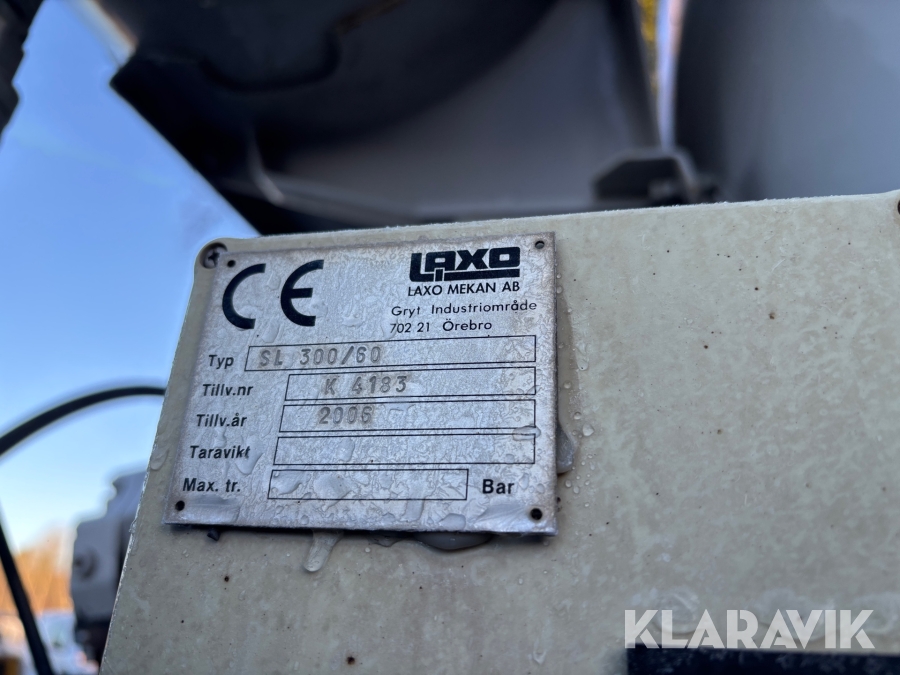 CE
LAXO
LAXO MEKAN AB
Gryt Industriområde
702 21 Örebro
Typ SL 300/60
Tillv.nr K 4183
Tillv.år 2006
Taravikt
Max. tr. Bar
KLARAVIK